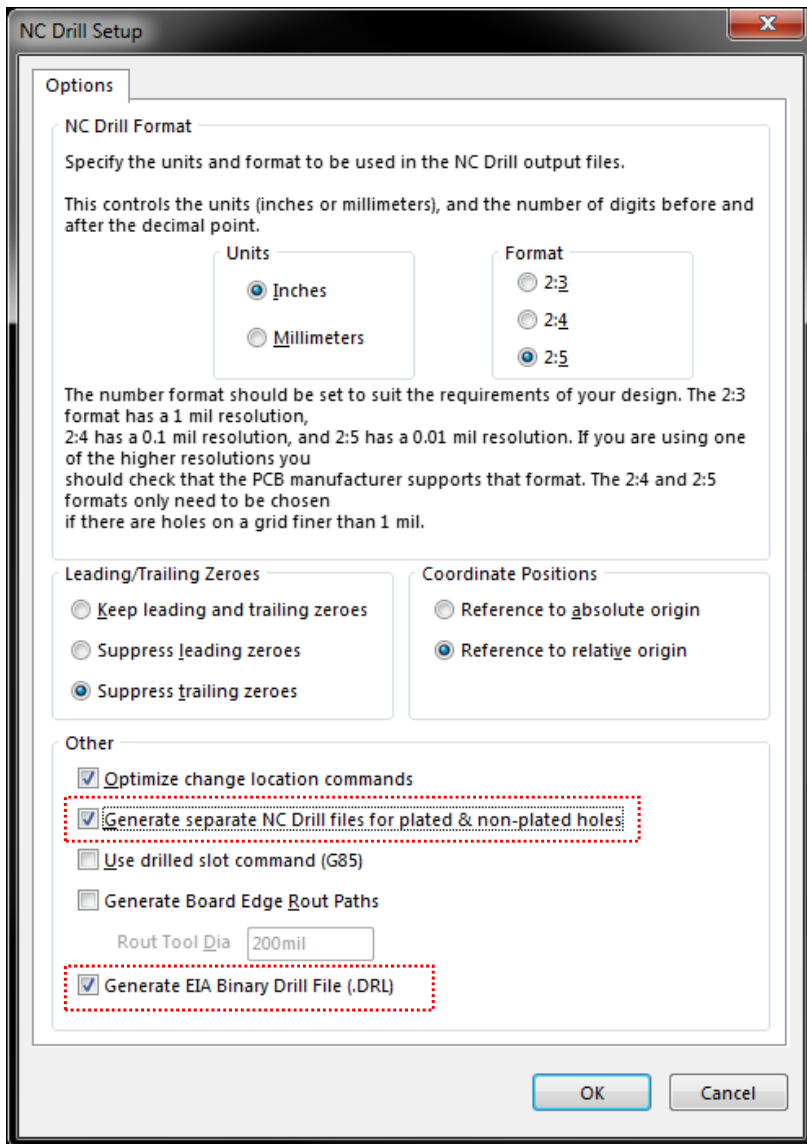 NC Drill Setup
Options
NC Drill Format
Specify the units and format to be used in the NC Drill output files.
This controls the units (inches or millimeters), and the number of digits before and
after the decimal point.
Units
Inches
Millimeters
Format
2:3
2:4
2:5
The number format should be set to suit the requirements of your design. The 2:3
format has a 1 mil resolution,
2:4 has a 0.1 mil resolution, and 2:5 has a 0.01 mil resolution. If you are using one
of the higher resolutions you
should check that the PCB manufacturer supports that format. The 2:4 and 2:5
formats only need to be chosen
if there are holes on a grid finer than 1 mil.
Leading/Trailing Zeroes
Keep leading and trailing zeroes
Suppress leading zeroes
Suppress trailing zeroes
Coordinate Positions
Reference to absolute origin
Reference to relative origin
Other
Optimize change location commands
Generate separate NC Drill files for plated & non-plated holes
Use drilled slot command (G85)
Generate Board Edge Rout Paths
Rout Tool Dia 200mil
Generate EIA Binary Drill File (.DRL)
OK Cancel